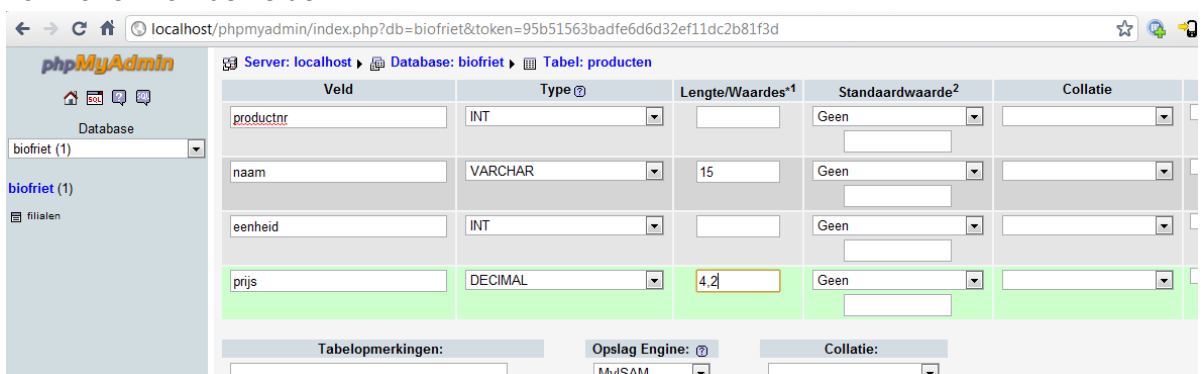 localhost/phpmyadmin/index.php?db=biofriet&token=95b51563badfe6d6d32ef11dc2b81f3d
phpMyAdmin
Server: localhost ▸ Database: biofriet ▸ Tabel: producten
SQL
Database
biofriet (1)
biofriet (1)
filialen
Veld Type Lengte/Waardes*1 Standaardwaarde2 Collatie
productnr INT Geen
naam VARCHAR 15 Geen
eenheid INT Geen
prijs DECIMAL 4,2 Geen
Tabelopmerkingen: Opslag Engine: Collatie:
MyISAM